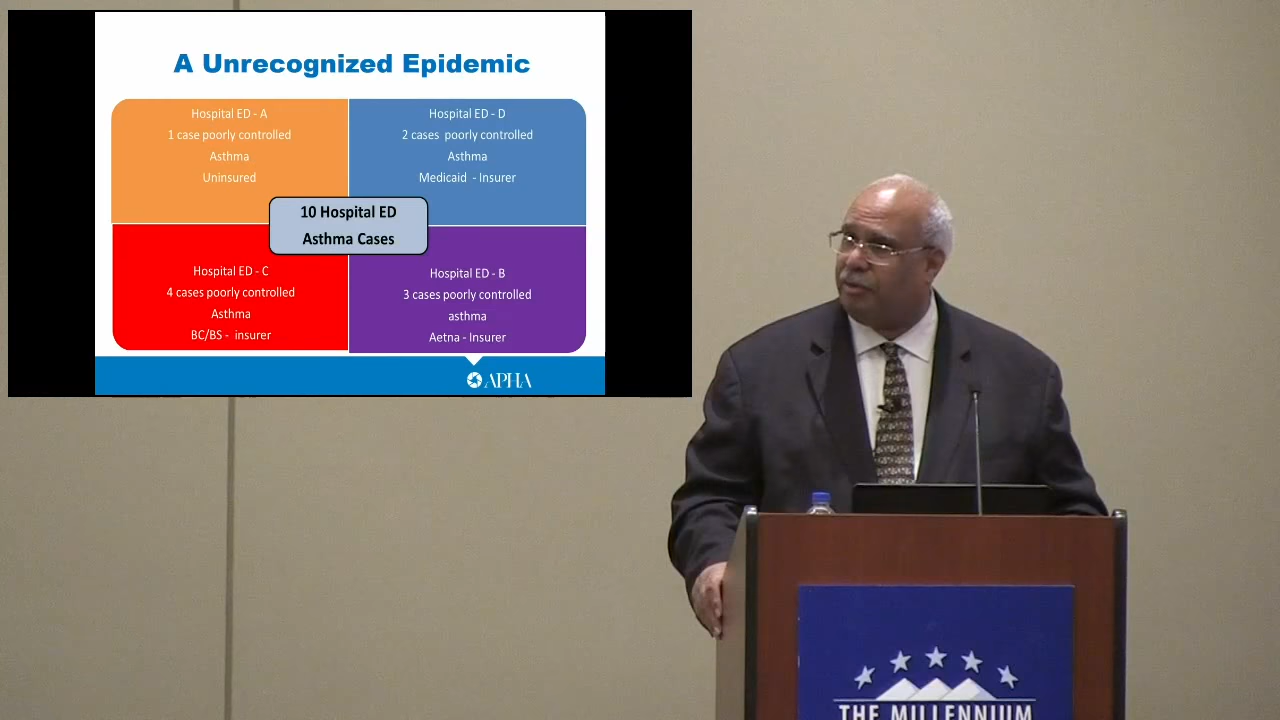 A Unrecognized Epidemic
Hospital ED - A
1 case poorly controlled
Asthma
Uninsured
Hospital ED - D
2 cases poorly controlled
Asthma
Medicaid - Insurer
10 Hospital ED
Asthma Cases
Hospital ED - C
4 cases poorly controlled
Asthma
BC/BS - insurer
Hospital ED - B
3 cases poorly controlled
asthma
Aetna - Insurer
APHA
THE MILLENNIUM